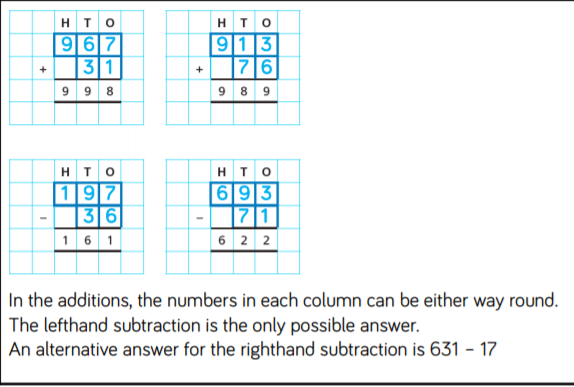 H T O H T O
9 6 7 9 1 3
+ 3 1 + 7 6
9 9 8 9 8 9
H T O H T O
1 9 7 6 9 3
- 3 6 - 7 1
1 6 1 6 2 2
In the additions, the numbers in each column can be either way round.
The lefthand subtraction is the only possible answer.
An alternative answer for the righthand subtraction is 631 – 17